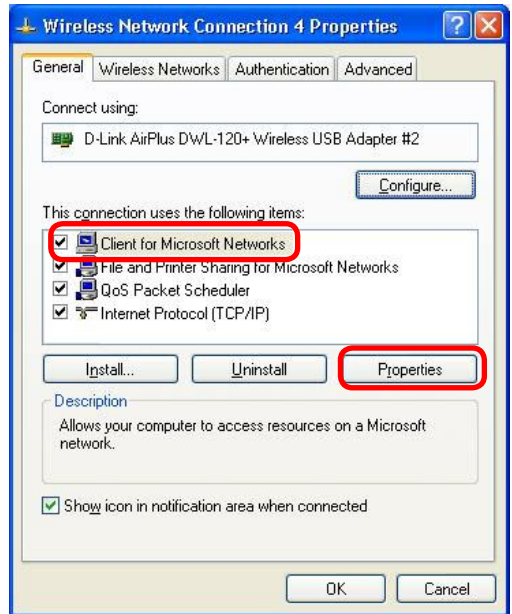 Wireless Network Connection 4 Properties
General Wireless Networks Authentication Advanced
Connect using:
D-Link AirPlus DWL-120+ Wireless USB Adapter #2
Configure...
This connection uses the following items:
Client for Microsoft Networks
File and Printer Sharing for Microsoft Networks
QoS Packet Scheduler
Internet Protocol (TCP/IP)
Install... Uninstall Properties
Description
Allows your computer to access resources on a Microsoft
network.
Show icon in notification area when connected
OK Cancel